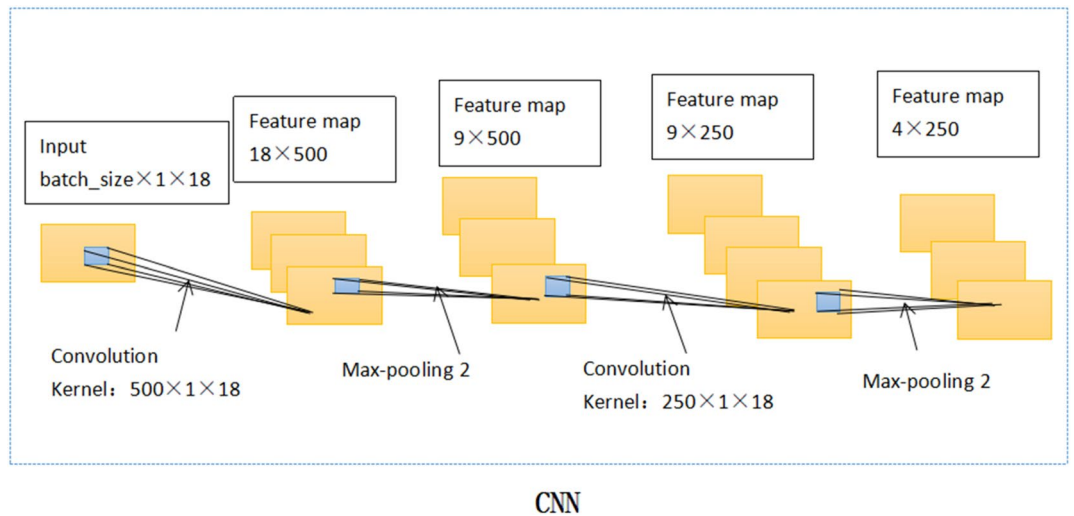 Input
batch_size×1×18
Feature map
18×500
Feature map
9×500
Feature map
9×250
Feature map
4×250
Convolution
Kernel：500×1×18
Max-pooling 2
Convolution
Kernel：250×1×18
Max-pooling 2
CNN